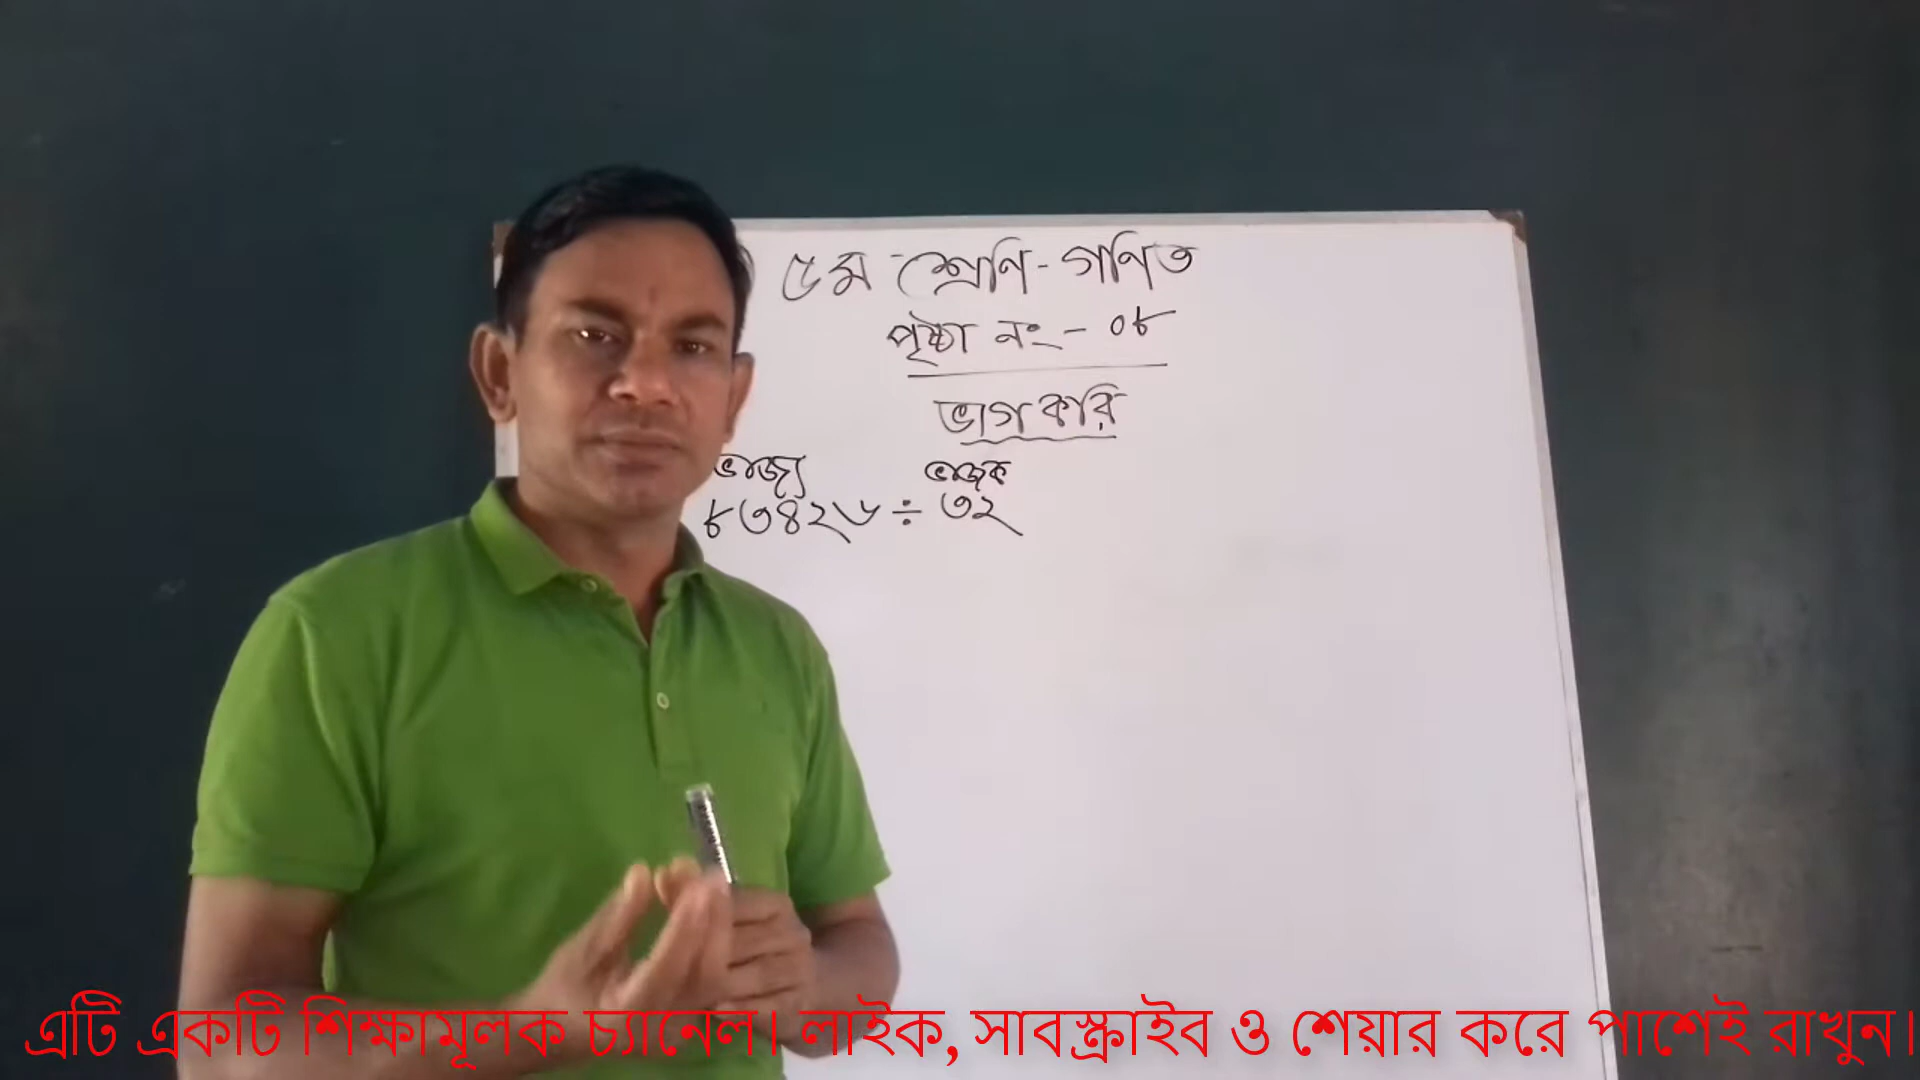 ৫ম শ্রেণি - গণিত
পৃষ্ঠা নং - ০৮
ভাগ করি
ভাজ্য ভাজক
৮৩৪২৬ ÷ ৩২
এটি একটি শিক্ষামূলক চ্যানেল। লাইক, সাবস্ক্রাইব ও শেয়ার করে পাশেই রাখুন।